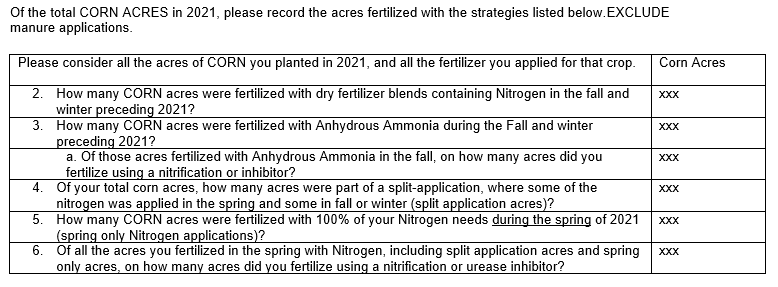 Of the total CORN ACRES in 2021, please record the acres fertilized with the strategies listed below.EXCLUDE
manure applications.
Please consider all the acres of CORN you planted in 2021, and all the fertilizer you applied for that crop. Corn Acres
2. How many CORN acres were fertilized with dry fertilizer blends containing Nitrogen in the fall and xxx
winter preceding 2021?
3. How many CORN acres were fertilized with Anhydrous Ammonia during the Fall and winter xxx
preceding 2021?
a. Of those acres fertilized with Anhydrous Ammonia in the fall, on how many acres did you xxx
fertilize using a nitrification or inhibitor?
4. Of your total corn acres, how many acres were part of a split-application, where some of the xxx
nitrogen was applied in the spring and some in fall or winter (split application acres)?
5. How many CORN acres were fertilized with 100% of your Nitrogen needs during the spring of 2021 xxx
(spring only Nitrogen applications)?
6. Of all the acres you fertilized in the spring with Nitrogen, including split application acres and spring xxx
only acres, on how many acres did you fertilize using a nitrification or urease inhibitor?